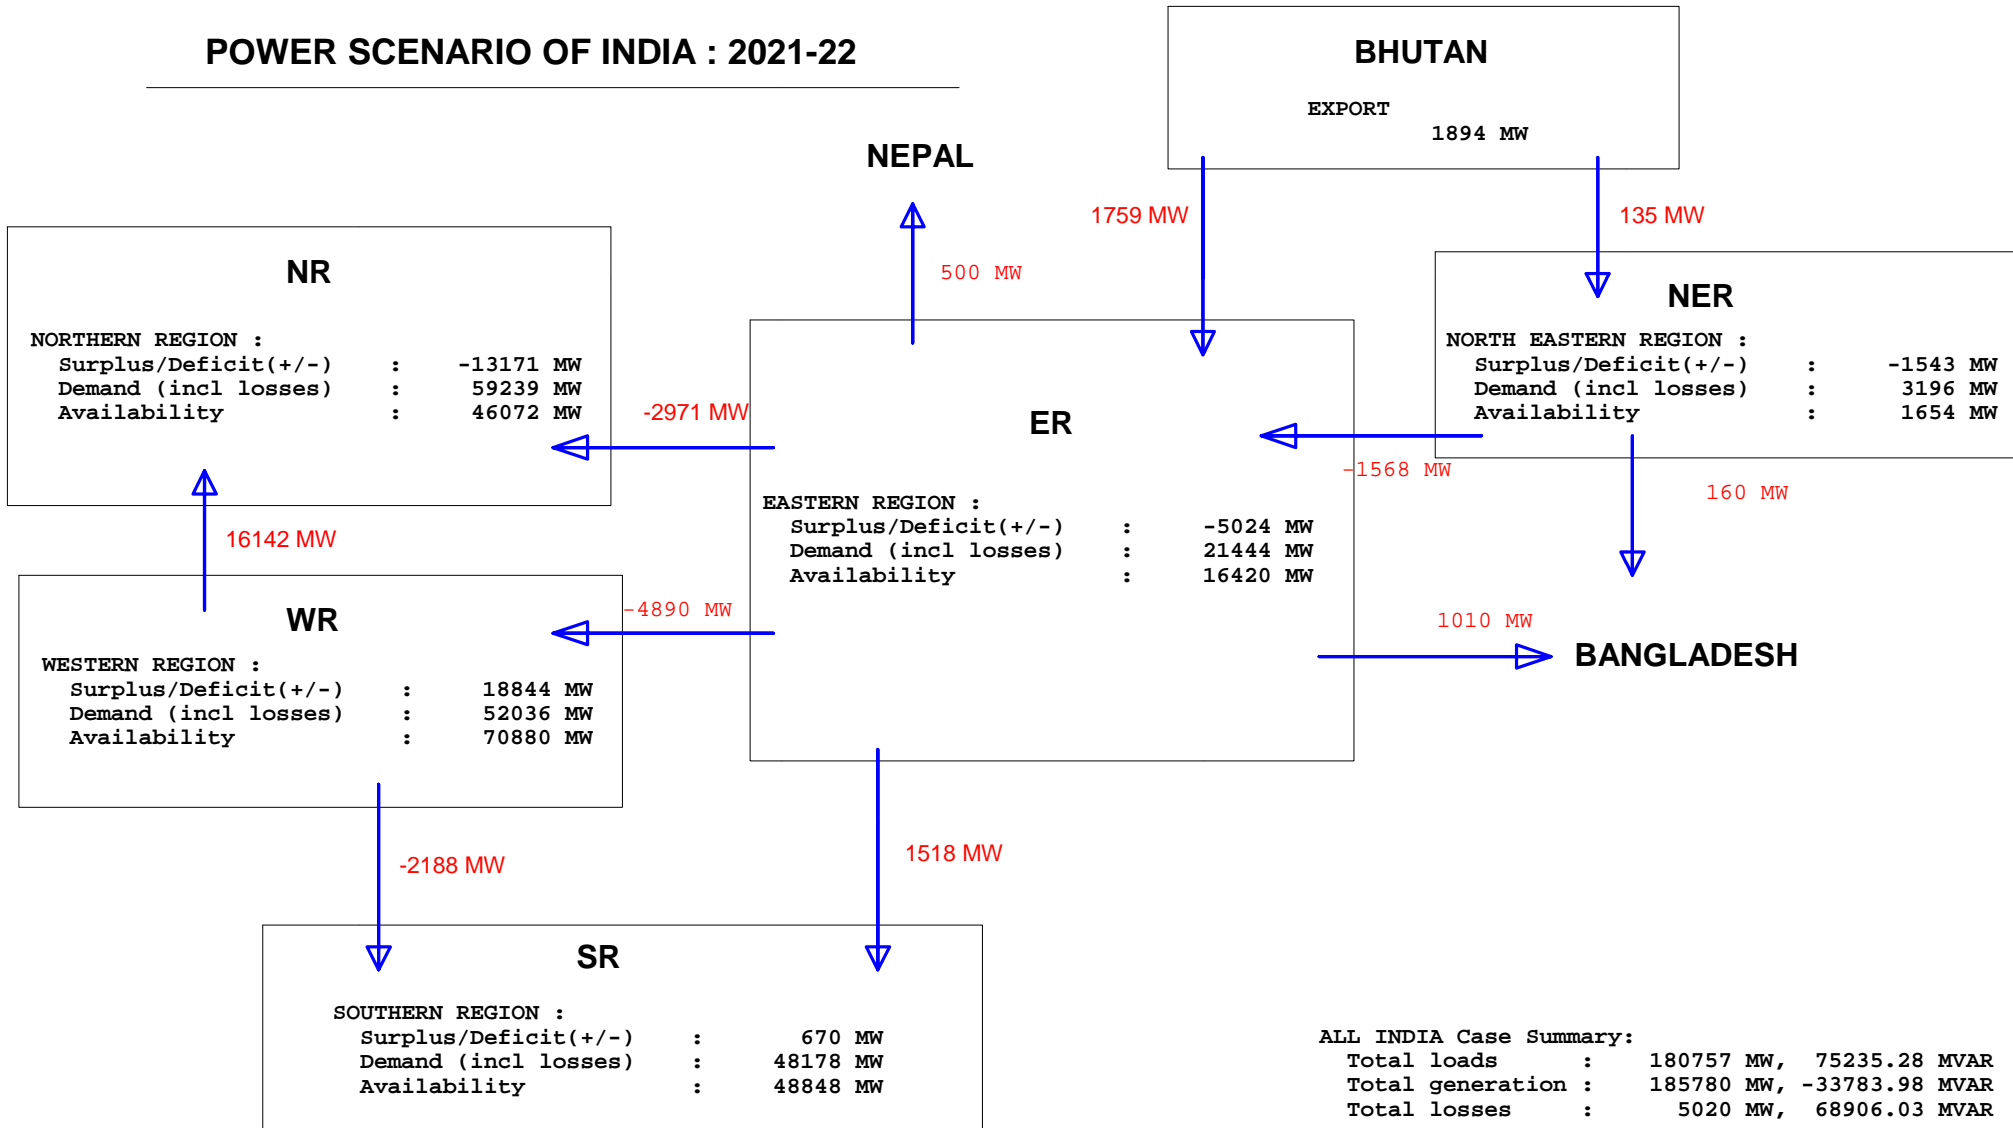 POWER SCENARIO OF INDIA : 2021-22
BHUTAN
EXPORT
1894 MW
NEPAL
1759 MW
135 MW
500 MW
NR
NORTHERN REGION :
Surplus/Deficit(+/-) : -13171 MW
Demand (incl losses) : 59239 MW
Availability : 46072 MW
-2971 MW
NER
NORTH EASTERN REGION :
Surplus/Deficit(+/-) : -1543 MW
Demand (incl losses) : 3196 MW
Availability : 1654 MW
ER
EASTERN REGION :
Surplus/Deficit(+/-) : -5024 MW
Demand (incl losses) : 21444 MW
Availability : 16420 MW
-1568 MW
160 MW
16142 MW
-4890 MW
1010 MW
BANGLADESH
WR
WESTERN REGION :
Surplus/Deficit(+/-) : 18844 MW
Demand (incl losses) : 52036 MW
Availability : 70880 MW
-2188 MW
1518 MW
SR
SOUTHERN REGION :
Surplus/Deficit(+/-) : 670 MW
Demand (incl losses) : 48178 MW
Availability : 48848 MW
ALL INDIA Case Summary:
Total loads : 180757 MW, 75235.28 MVAR
Total generation : 185780 MW, -33783.98 MVAR
Total losses : 5020 MW, 68906.03 MVAR